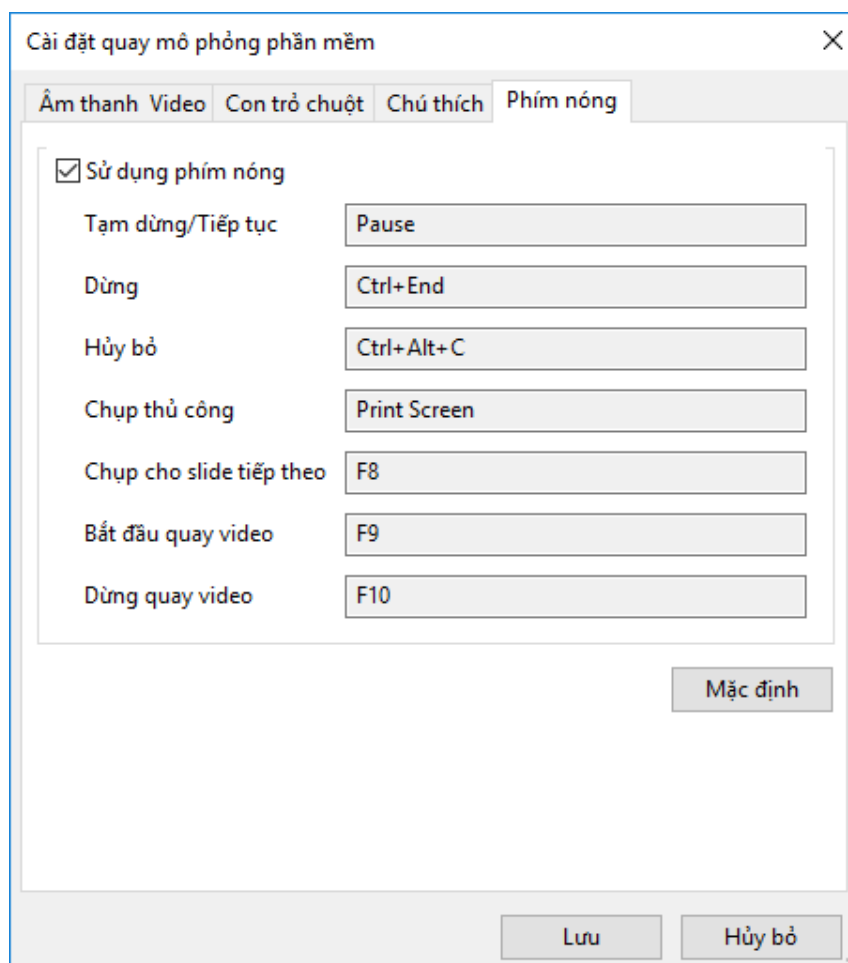 Cài đặt quay mô phỏng phần mềm
Âm thanh Video Con trỏ chuột Chú thích Phím nóng
Sử dụng phím nóng
Tạm dừng/Tiếp tục Pause
Dừng Ctrl+End
Hủy bỏ Ctrl+Alt+C
Chụp thủ công Print Screen
Chụp cho slide tiếp theo F8
Bắt đầu quay video F9
Dừng quay video F10
Mặc định
Lưu Hủy bỏ